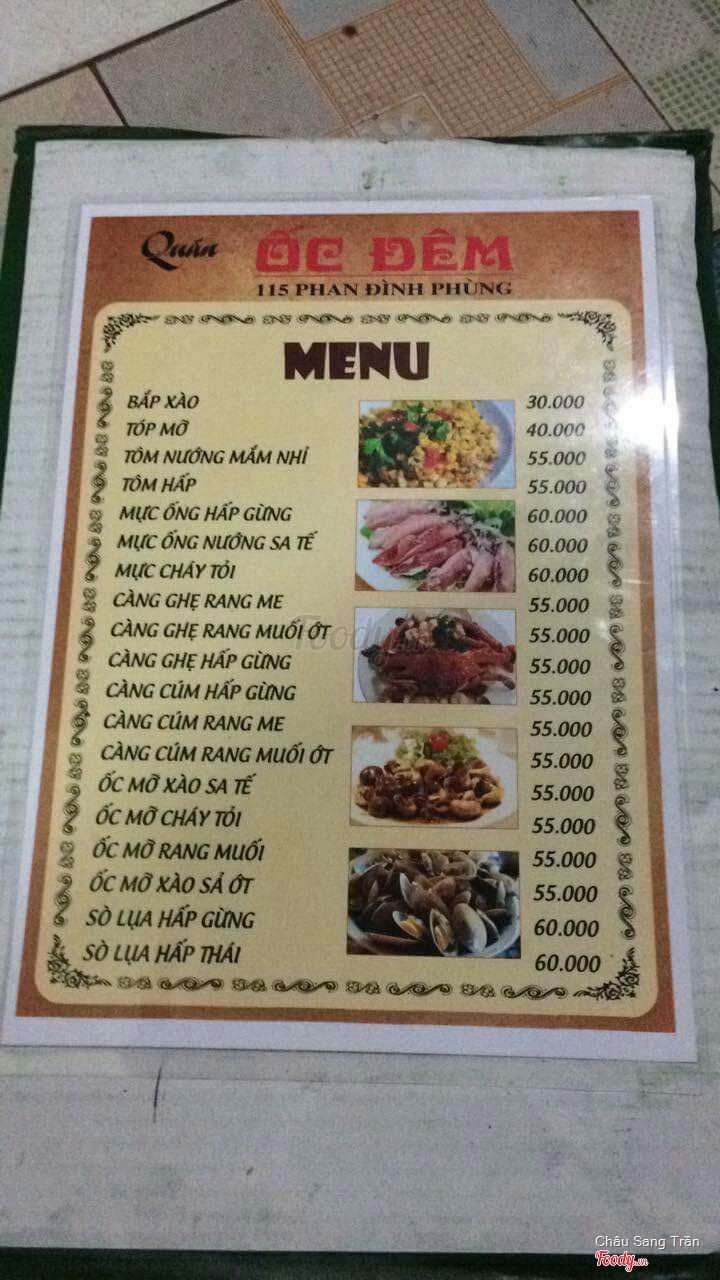 Quán ỐC ĐÊM
115 PHAN ĐÌNH PHÙNG
MENU
BẮP XÀO 30.000
TÓP MỠ 40.000
TÔM NƯỚNG MẮM NHỈ 55.000
TÔM HẤP 55.000
MỰC ỐNG HẤP GỪNG 60.000
MỰC ỐNG NƯỚNG SA TẾ 60.000
MỰC CHÁY TỎI 60.000
CÀNG GHẸ RANG ME 55.000
CÀNG GHẸ RANG MUỐI ỚT 55.000
CÀNG GHẸ HẤP GỪNG 55.000
CÀNG CÚM HẤP GỪNG 55.000
CÀNG CÚM RANG ME 55.000
CÀNG CÚM RANG MUỐI ỚT 55.000
ỐC MỠ XÀO SA TẾ 55.000
ỐC MỠ CHÁY TỎI 55.000
ỐC MỠ RANG MUỐI 55.000
ỐC MỠ XÀO SẢ ỚT 55.000
SÒ LỤA HẤP GỪNG 60.000
SÒ LỤA HẤP THÁI 60.000
Foody.vn
Châu Sang Trần
Foody.vn